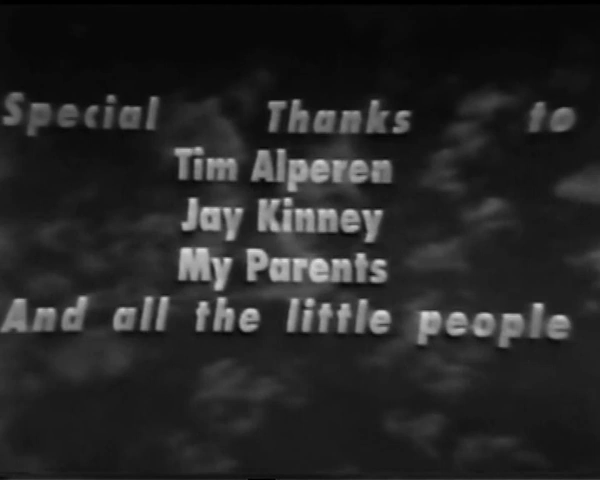 Special Thanks to
Tim Alperen
Jay Kinney
My Parents
And all the little people